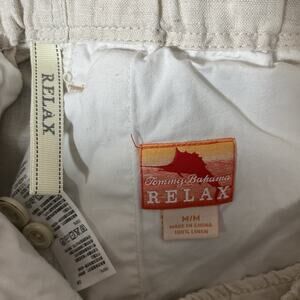 RELAX
Tommy Bahama
RELAX
M/M
MADE IN CHINA
100% LINEN